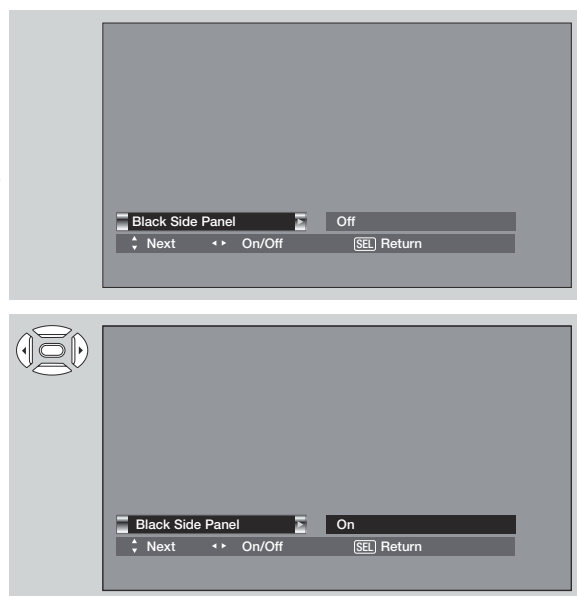 Black Side Panel Off
Next On/Off SEL Return
Black Side Panel On
Next On/Off SEL Return